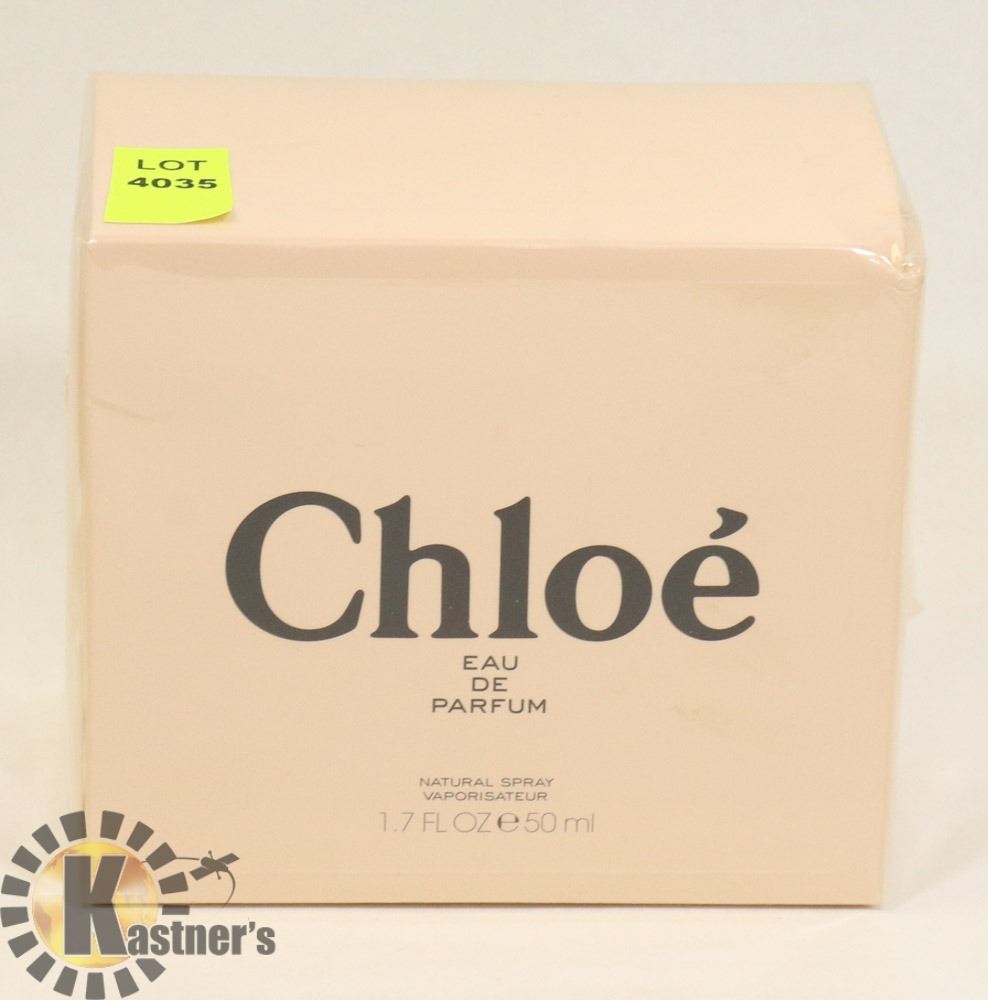 LOT
4035
Chloé
EAU
DE
PARFUM
NATURAL SPRAY
VAPORISATEUR
1.7 FL OZ ℮ 50 ml
Kastner's